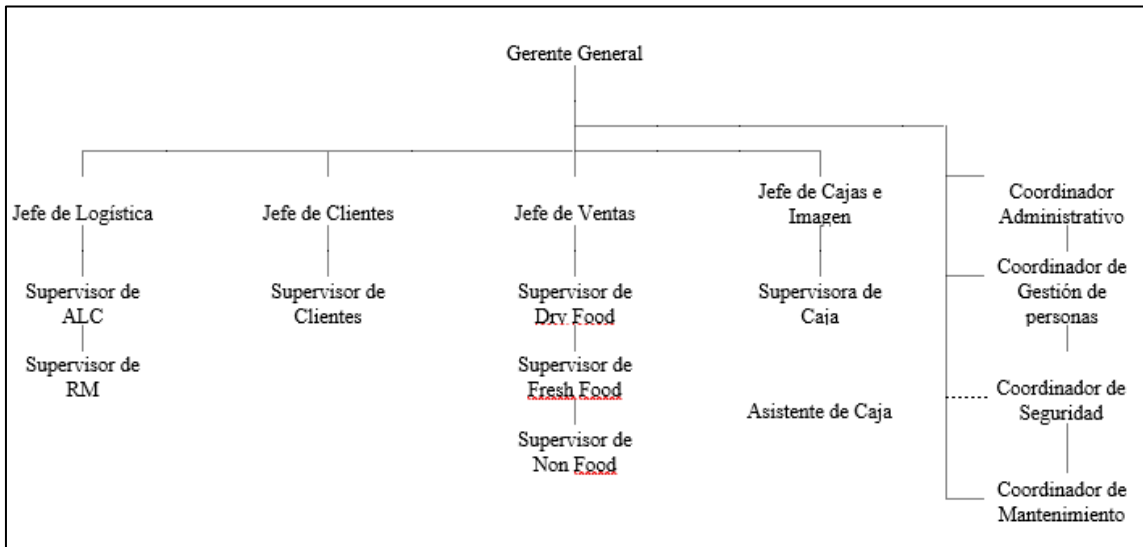 Gerente General
Jefe de Logística
Jefe de Clientes
Jefe de Ventas
Jefe de Cajas e
Imagen
Coordinador
Administrativo
Supervisor de
ALC
Supervisor de
Clientes
Supervisor de
Dry Food
Supervisora de
Caja
Coordinador de
Gestión de
personas
Supervisor de
RM
Supervisor de
Fresh Food
Asistente de Caja
Coordinador de
Seguridad
Supervisor de
Non Food
Coordinador de
Mantenimiento